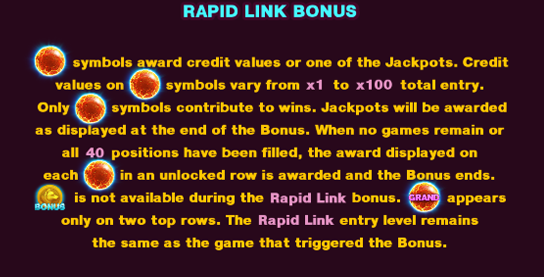 RAPID LINK BONUS
symbols award credit values or one of the Jackpots. Credit
values on symbols vary from x1 to x100 total entry.
Only symbols contribute to wins. Jackpots will be awarded
as displayed at the end of the Bonus. When no games remain or
all 40 positions have been filled, the award displayed on
each in an unlocked row is awarded and the Bonus ends.
BONUS is not available during the Rapid Link bonus. GRAND appears
only on two top rows. The Rapid Link entry level remains
the same as the game that triggered the Bonus.